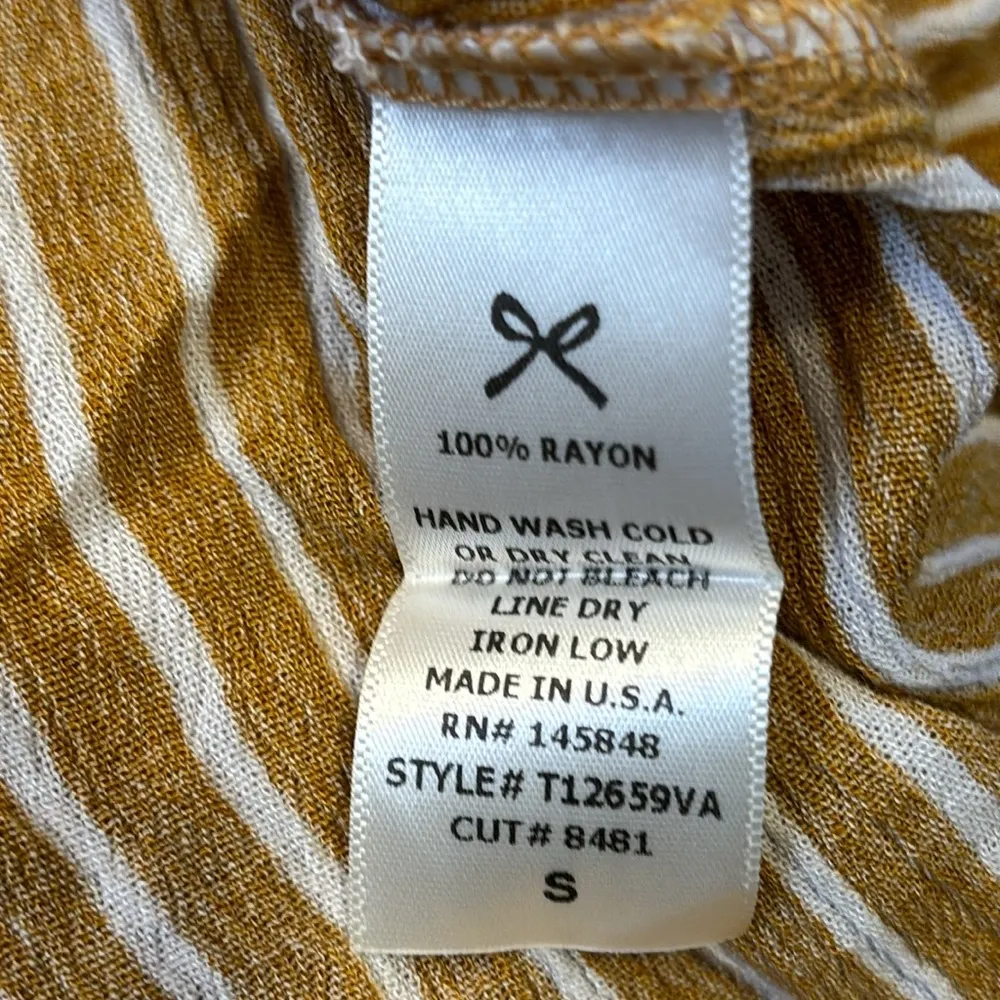 100% RAYON
HAND WASH COLD
OR DRY CLEAN
DO NOT BLEACH
LINE DRY
IRON LOW
MADE IN U.S.A.
RN# 145848
STYLE# T12659VA
CUT# 8481
S